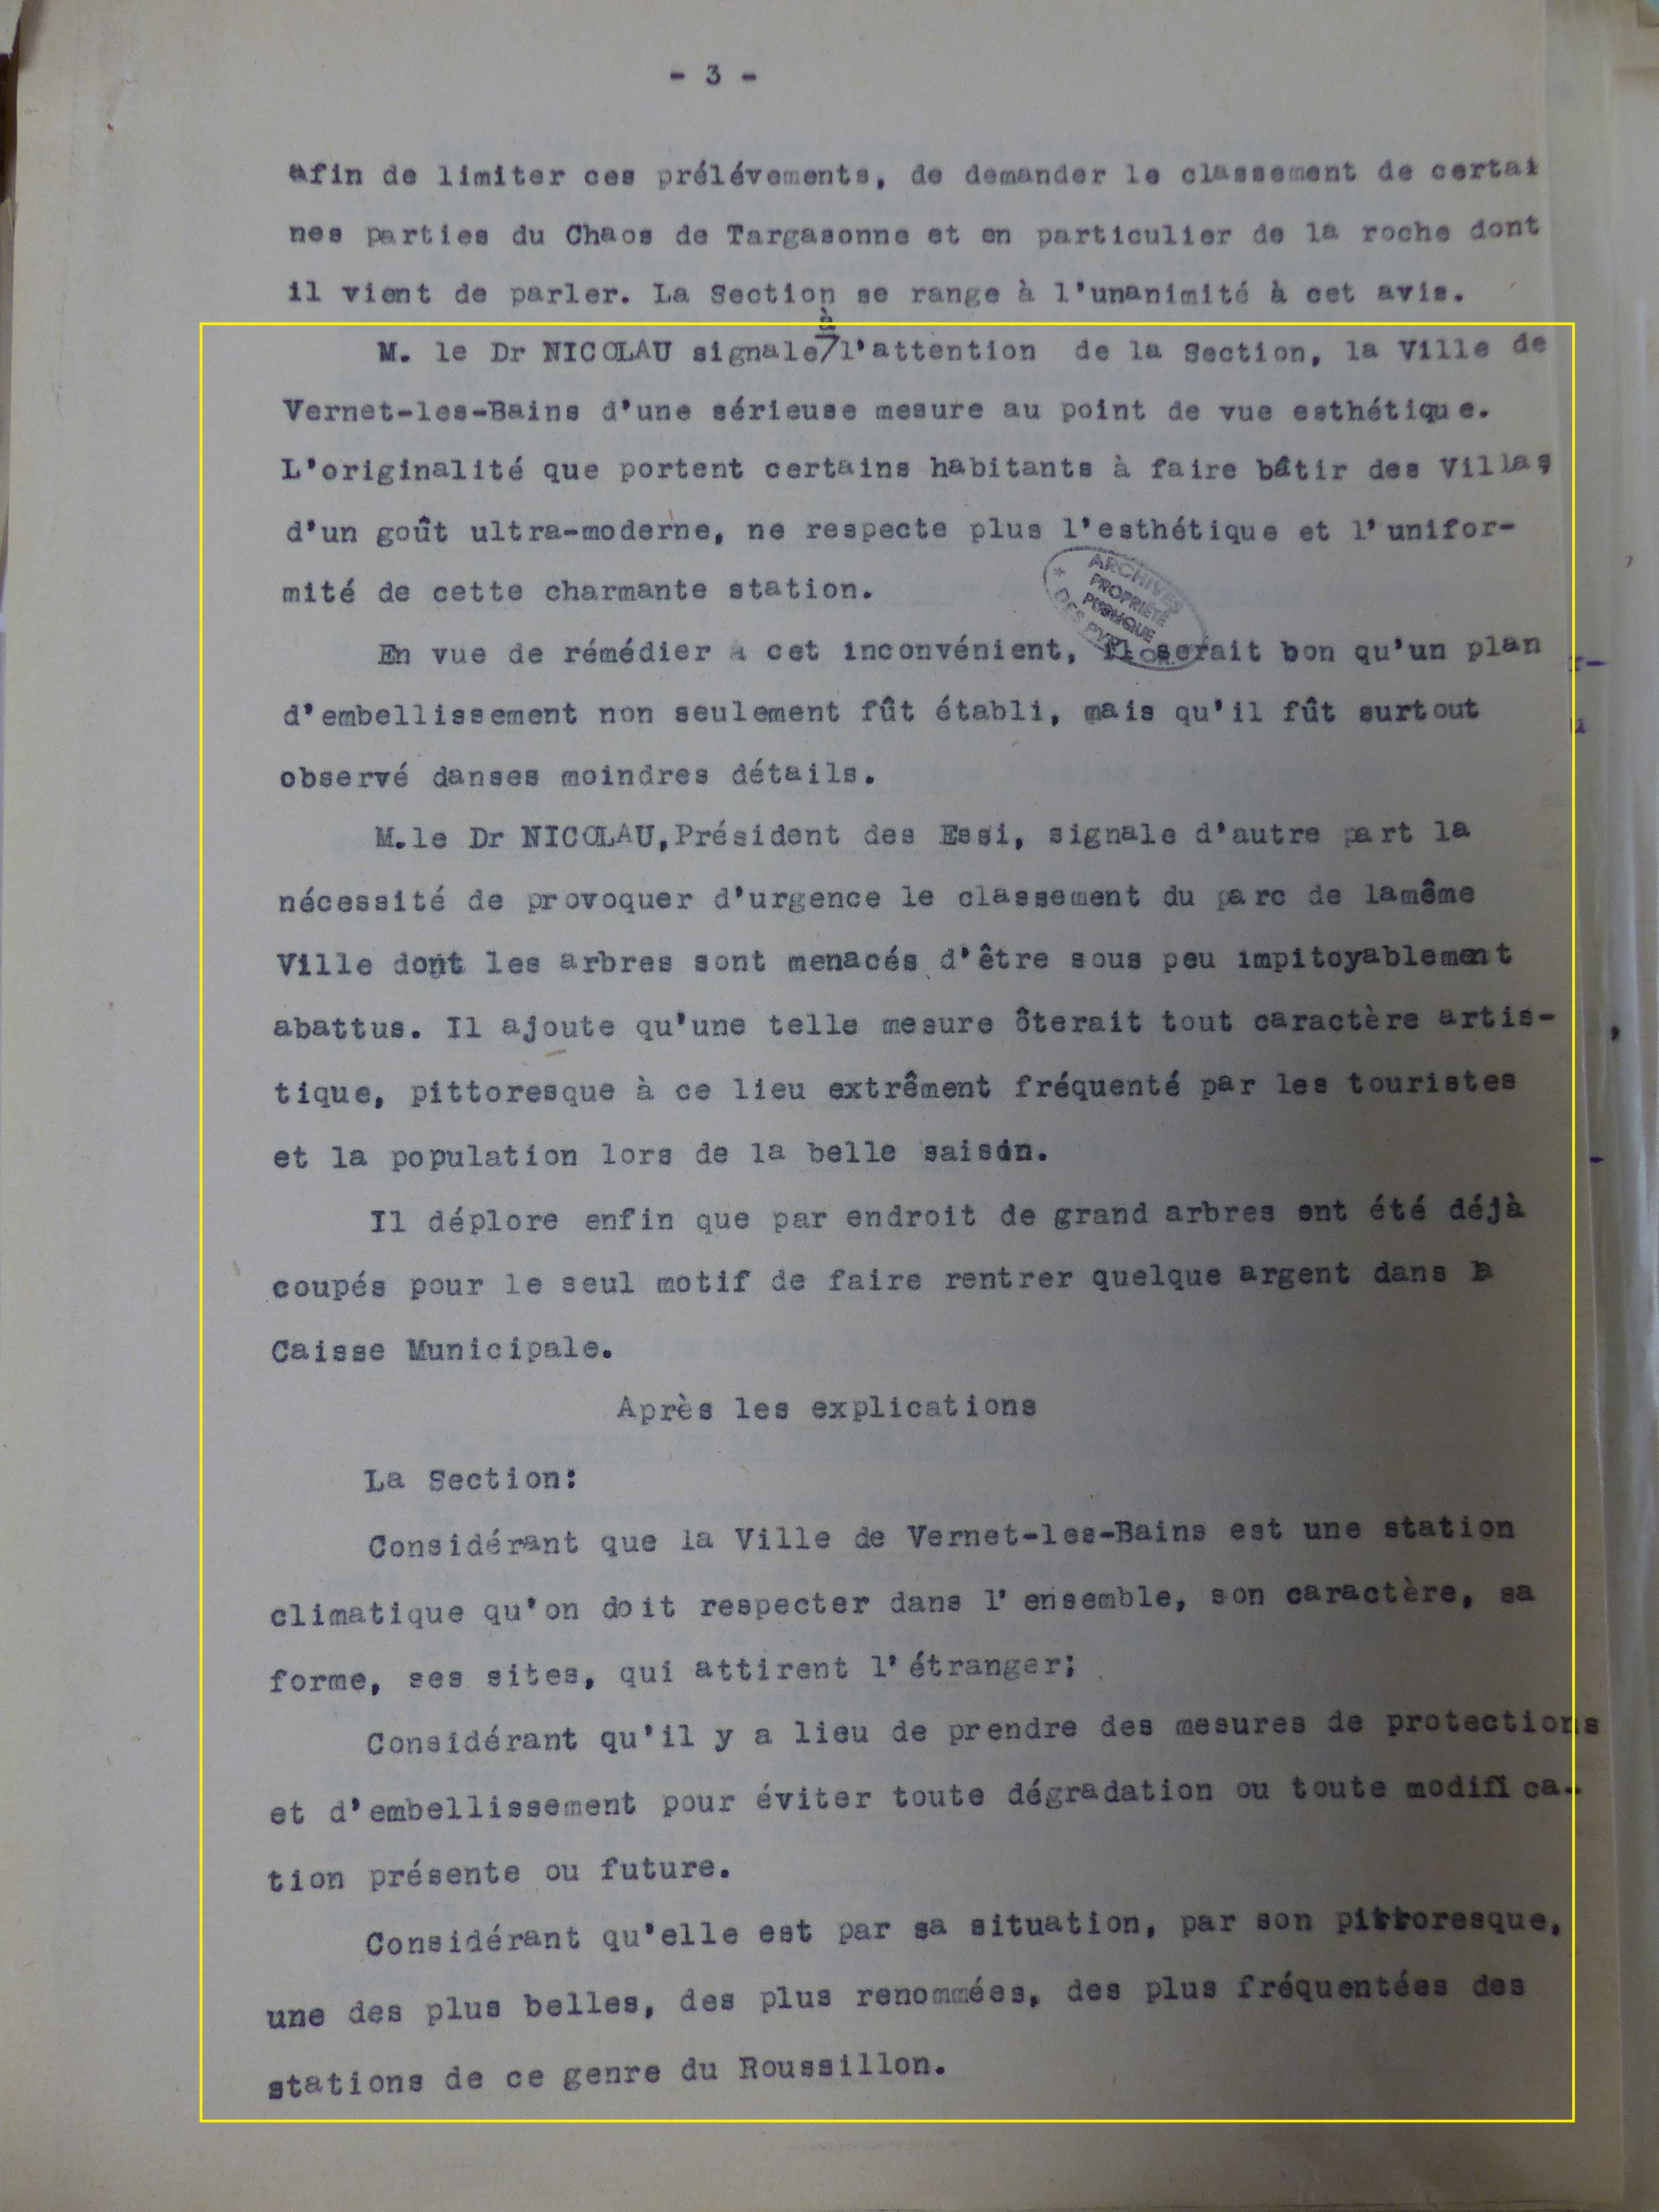 - 3 -
afin de limiter ces prélévements, de demander le classement de certai
nes parties du Chaos de Targasonne et en particulier de la roche dont
il vient de parler. La Section se range à l'unanimité à cet avis.
à
M. le Dr NICOLAU signale/l'attention de la Section, la Ville de
Vernet-les-Bains d'une sérieuse mesure au point de vue esthétique.
L'originalité que portent certains habitants à faire bâtir des Villas,
d'un goût ultra-moderne, ne respecte plus l'esthétique et l'unifor-
mité de cette charmante station.
ARCHIVES
PROPRIÉTÉ
PUBLIQUE
En vue de rémédier à cet inconvénient, il serait bon qu'un plan
d'embellissement non seulement fût établi, mais qu'il fût surtout
observé danses moindres détails.
M.le Dr NICOLAU,Président des Essi, signale d'autre part la
nécessité de provoquer d'urgence le classement du parc de lamême
Ville dont les arbres sont menacés d'être sous peu impitoyablement
abattus. Il ajoute qu'une telle mesure ôterait tout caractère artis-
tique, pittoresque à ce lieu extrêment fréquenté par les touristes
et la population lors de la belle saison.
Il déplore enfin que par endroit de grand arbres ont été déjà
coupés pour le seul motif de faire rentrer quelque argent dans la
Caisse Municipale.
Après les explications
La Section:
Considérant que la Ville de Vernet-les-Bains est une station
climatique qu'on doit respecter dans l'ensemble, son caractère, sa
forme, ses sites, qui attirent l'étranger;
Considérant qu'il y a lieu de prendre des mesures de protections
et d'embellissement pour éviter toute dégradation ou toute modifica-
tion présente ou future.
Considérant qu'elle est par sa situation, par son pittoresque,
une des plus belles, des plus renommées, des plus fréquentées des
stations de ce genre du Roussillon.